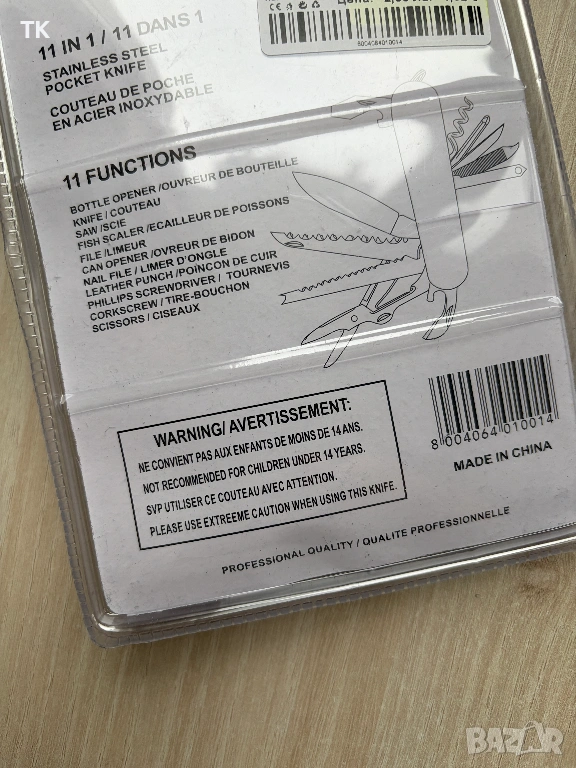 TK
11 IN 1 / 11 DANS 1
STAINLESS STEEL
POCKET KNIFE
COUTEAU DE POCHE
EN ACIER INOXYDABLE
Цена:
8004064010014
11 FUNCTIONS
BOTTLE OPENER /OUVREUR DE BOUTEILLE
KNIFE / COUTEAU
SAW /SCIE
FISH SCALER /ECAILLEUR DE POISSONS
FILE /LIMEUR
CAN OPENER /OVREUR DE BIDON
NAIL FILE / LIMER D'ONGLE
LEATHER PUNCH /POINÇON DE CUIR
PHILLIPS SCREWDRIVER / TOURNEVIS
CORKSCREW / TIRE-BOUCHON
SCISSORS / CISEAUX
WARNING/ AVERTISSEMENT:
NE CONVIENT PAS AUX ENFANTS DE MOINS DE 14 ANS.
NOT RECOMMENDED FOR CHILDREN UNDER 14 YEARS.
SVP UTILISER CE COUTEAU AVEC ATTENTION.
PLEASE USE EXTREEME CAUTION WHEN USING THIS KNIFE.
8 004064 010014
MADE IN CHINA
PROFESSIONAL QUALITY / QUALITE PROFESSIONNELLE
BAZAR